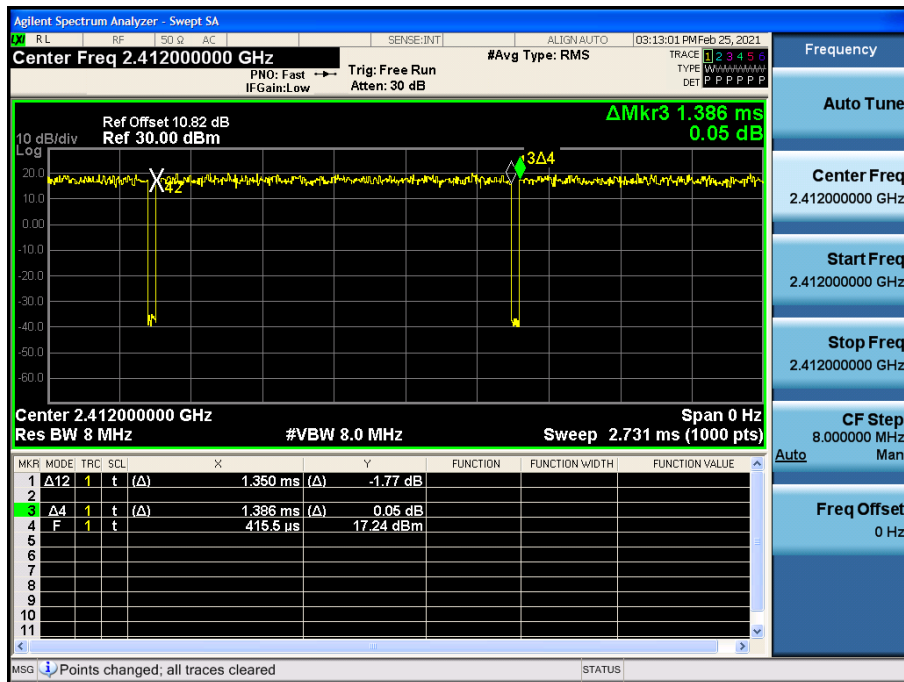 Agilent Spectrum Analyzer - Swept SA
LXI RL RF 50 Ω AC SENSE:INT ALIGN AUTO 03:13:01 PM Feb 25, 2021
Center Freq 2.412000000 GHz #Avg Type: RMS TRACE 1 2 3 4 5 6
PNO: Fast Trig: Free Run TYPE WWWWWW
IFGain:Low Atten: 30 dB DET P P P P P P
Ref Offset 10.82 dB ΔMkr3 1.386 ms
10 dB/div Ref 30.00 dBm 0.05 dB
Log
3Δ4
20.0
42
10.0
0.00
-10.0
-20.0
-30.0
-40.0
-50.0
-60.0
Center 2.412000000 GHz Span 0 Hz
Res BW 8 MHz #VBW 8.0 MHz Sweep 2.731 ms (1000 pts)
MKR MODE TRC SCL X Y FUNCTION FUNCTION WIDTH FUNCTION VALUE
1 Δ12 1 t (Δ) 1.350 ms (Δ) -1.77 dB
2
3 Δ4 1 t (Δ) 1.386 ms (Δ) 0.05 dB
4 F 1 t 415.5 µs 17.24 dBm
5
6
7
8
9
10
11
MSG Points changed; all traces cleared STATUS
Frequency
Auto Tune
Center Freq
2.412000000 GHz
Start Freq
2.412000000 GHz
Stop Freq
2.412000000 GHz
CF Step
8.000000 MHz
Auto Man
Freq Offset
0 Hz